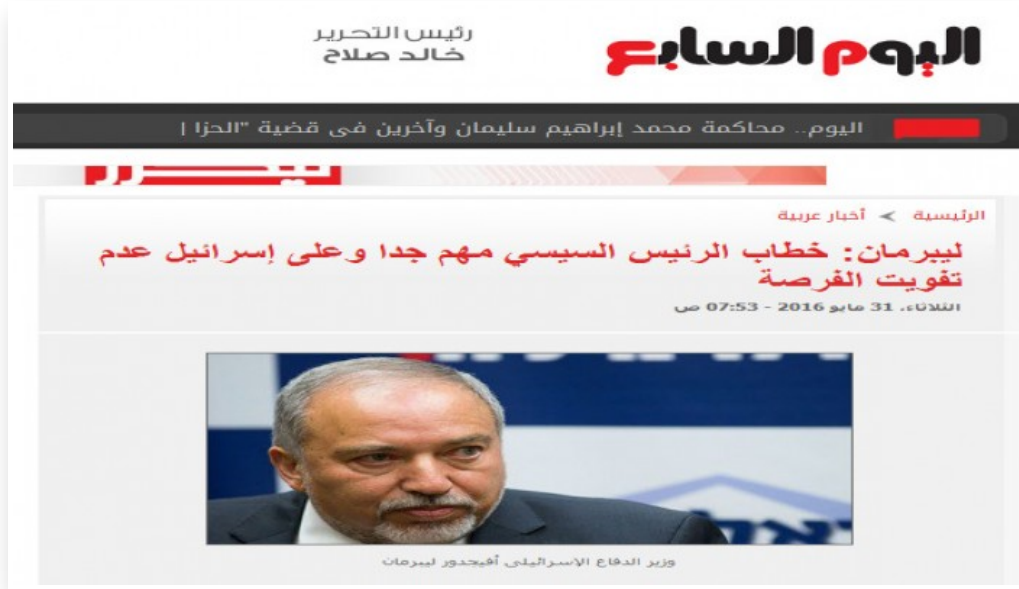 اليوم السابع
رئيس التحرير
خالد صلاح
اليوم.. محاكمة محمد إبراهيم سليمان وآخرين فى قضية "الحزا |
الرئيسية > أخبار عربية
ليبرمان: خطاب الرئيس السيسي مهم جدا وعلى إسرائيل عدم
تفويت الفرصة
الثلاثاء، 31 مايو 2016 - 07:53 ص
وزير الدفاع الإسرائيلى أفيجدور ليبرمان